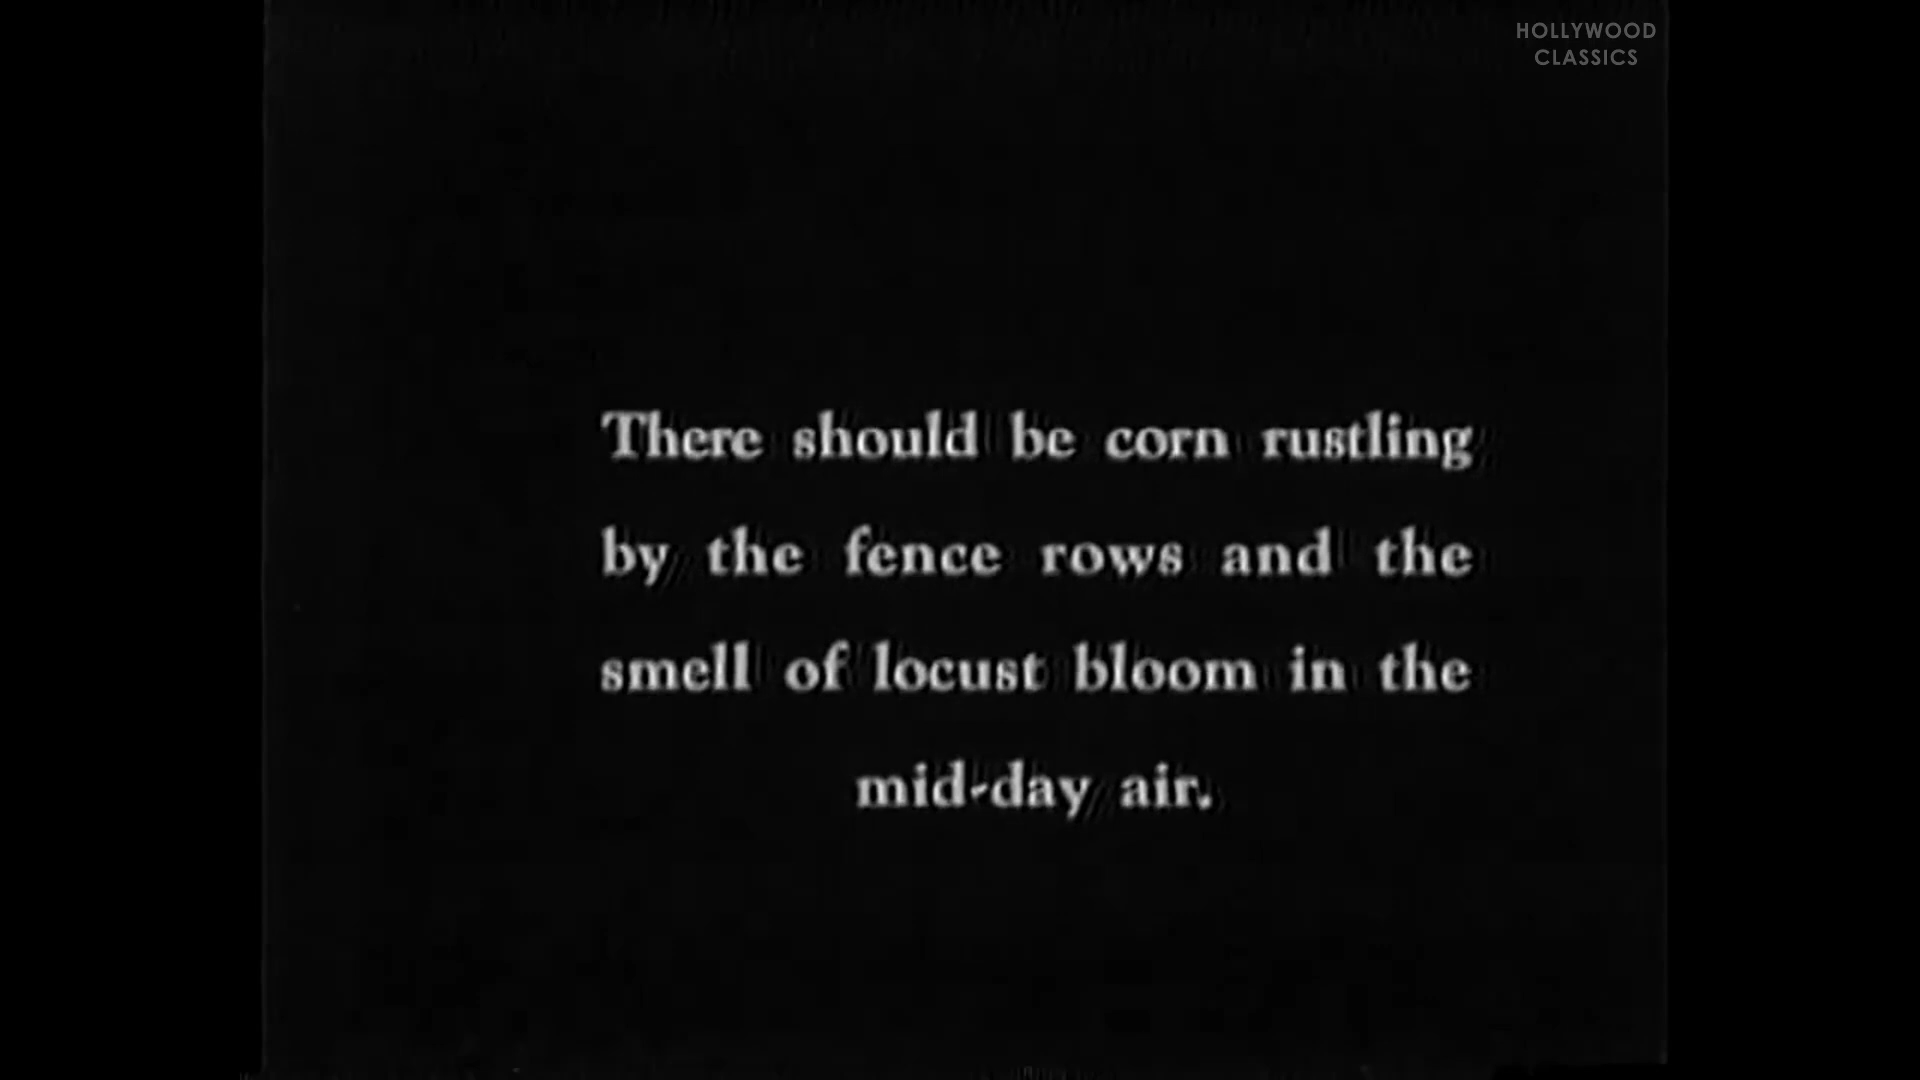 HOLLYWOOD
CLASSICS
There should be corn rustling
by the fence rows and the
smell of locust bloom in the
mid-day air.